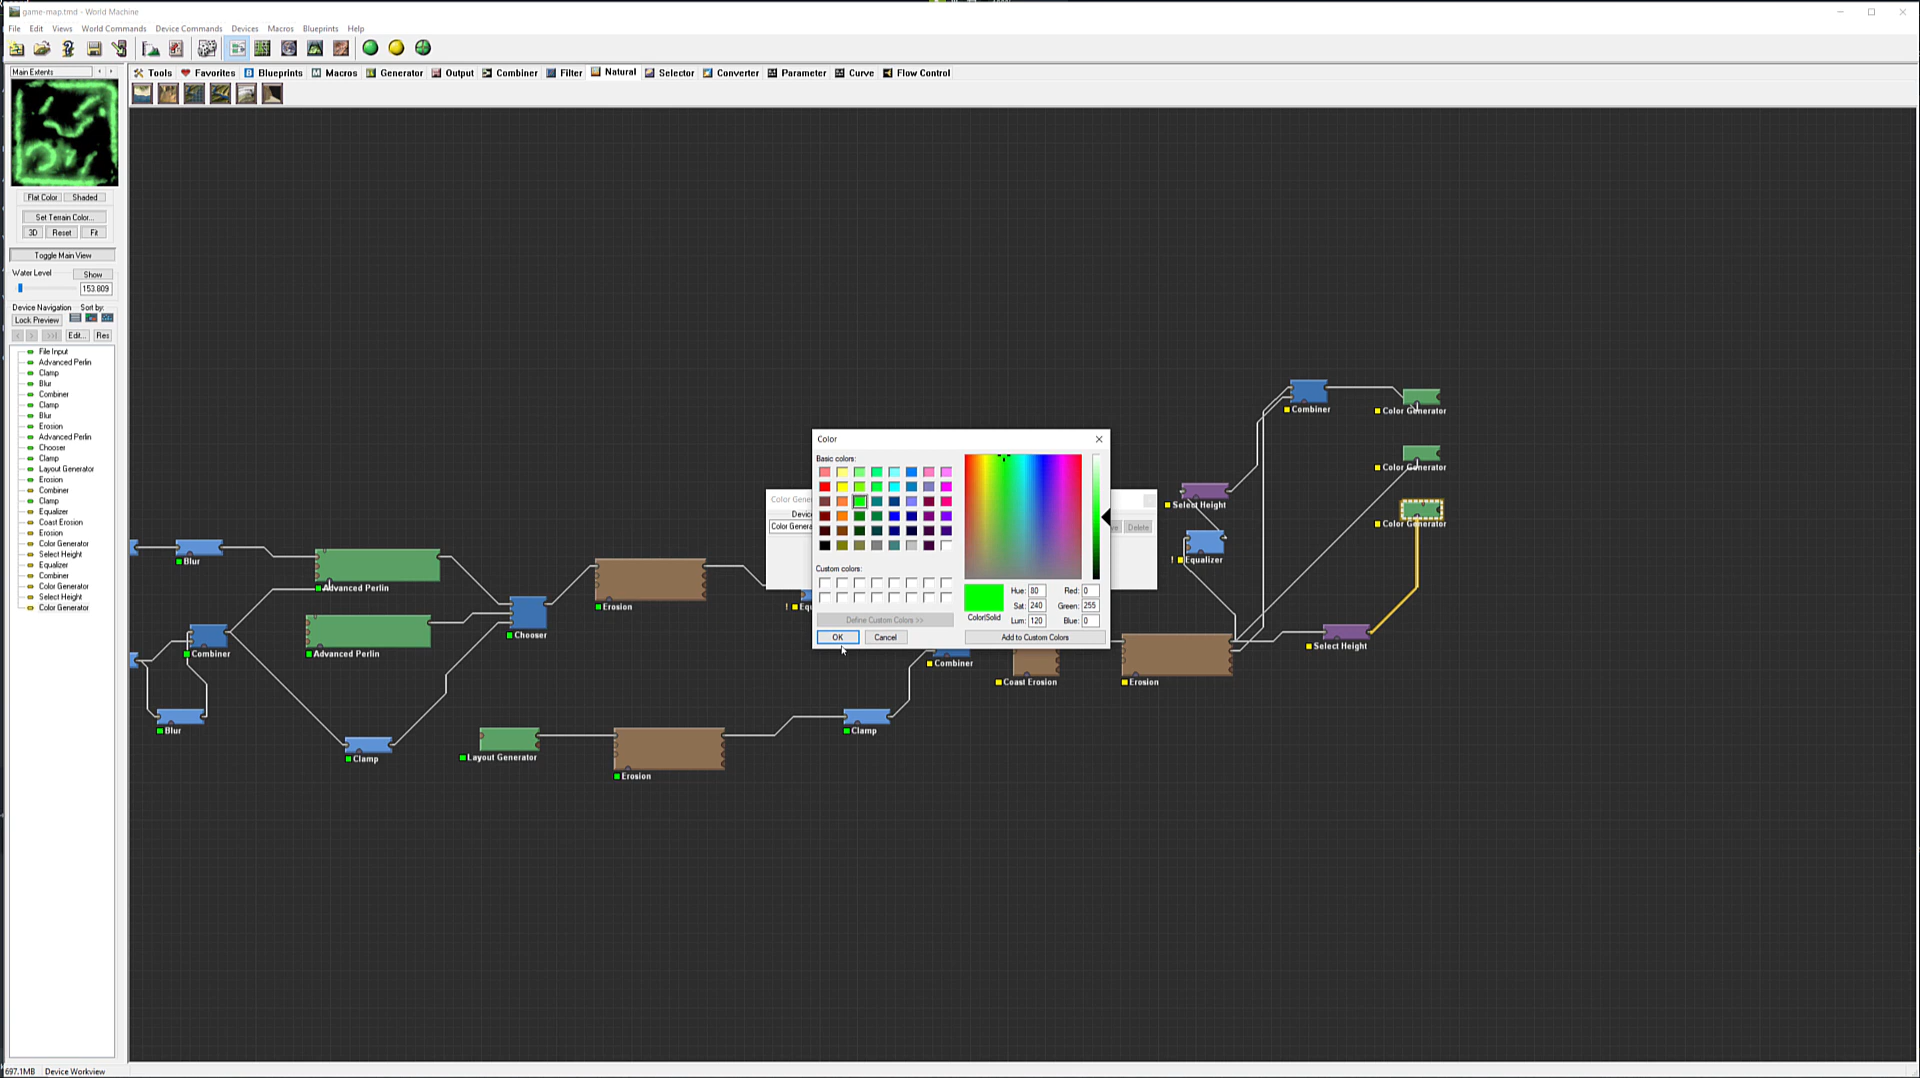 game-map.tmd - World Machine
File Edit Views World Commands Device Commands Devices Macros Blueprints Help
Main Extents
Tools Favorites Blueprints Macros Generator Output Combiner Filter Natural Selector Converter Parameter Curve Flow Control
Flat Color Shaded
Set Terrain Color...
3D Reset Fit
Toggle Main View
Water Level Show
153.809
Device Navigation Sort by:
Lock Preview
Edit... Res
File Input
Advanced Perlin
Clamp
Blur
Combiner
Clamp
Blur
Erosion
Advanced Perlin
Chooser
Clamp
Layout Generator
Erosion
Combiner
Clamp
Equalizer
Coast Erosion
Erosion
Color Generator
Select Height
Equalizer
Combiner
Color Generator
Select Height
Color Generator
Combiner
Color Generator
Color Generator
Color Generator
Select Height
! Equalizer
Select Height
Blur
Advanced Perlin
Erosion
Chooser
Combiner
Advanced Perlin
Blur
Clamp
Layout Generator
Erosion
Clamp
Combiner
Coast Erosion
Erosion
Color
Basic colors:
Custom colors:
Define Custom Colors >>
OK Cancel
Color|Solid
Hue: 80 Red: 0
Sat: 240 Green: 255
Lum: 120 Blue: 0
Add to Custom Colors
Delete
697.1MB Device Workview